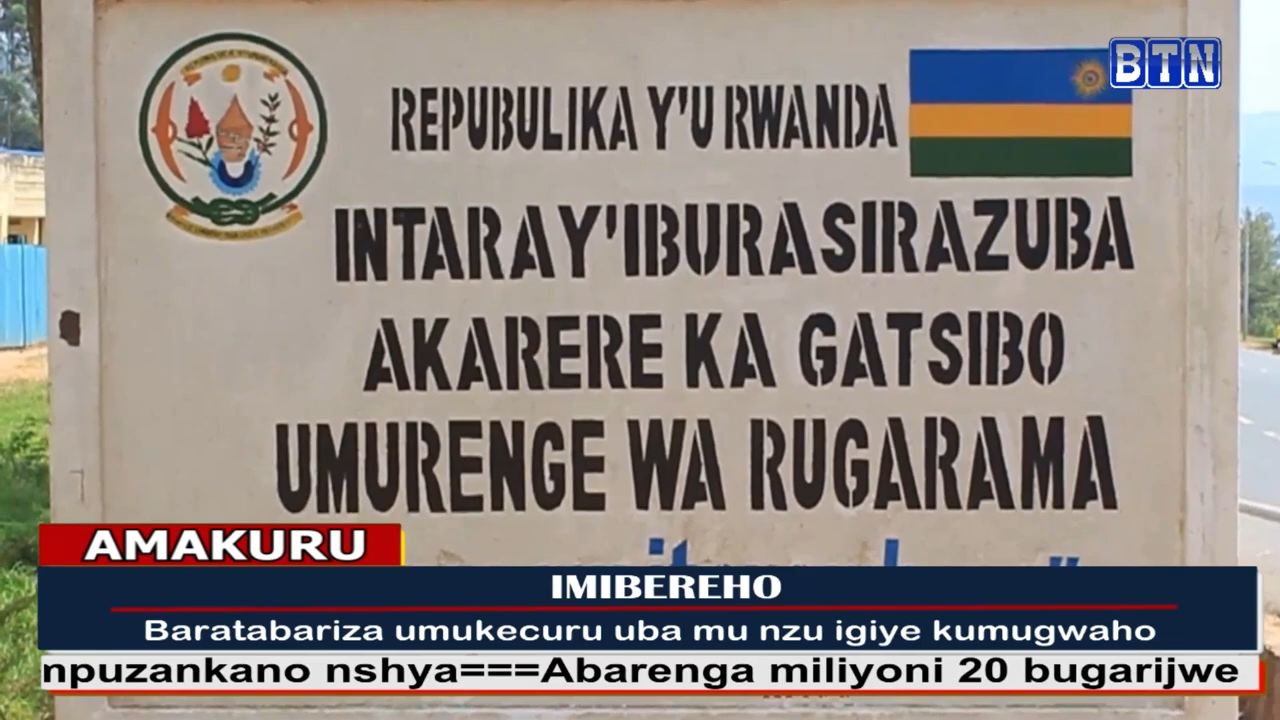 BTN
REPUBULIKA Y'U RWANDA
INTARA Y'IBURASIRAZUBA
AKARERE KA GATSIBO
UMURENGE WA RUGARAMA
AMAKURU
IMIBEREHO
Baratabariza umukecuru uba mu nzu igiye kumugwaho
npuzankano nshya===Abarenga miliyoni 20 bugarijwe